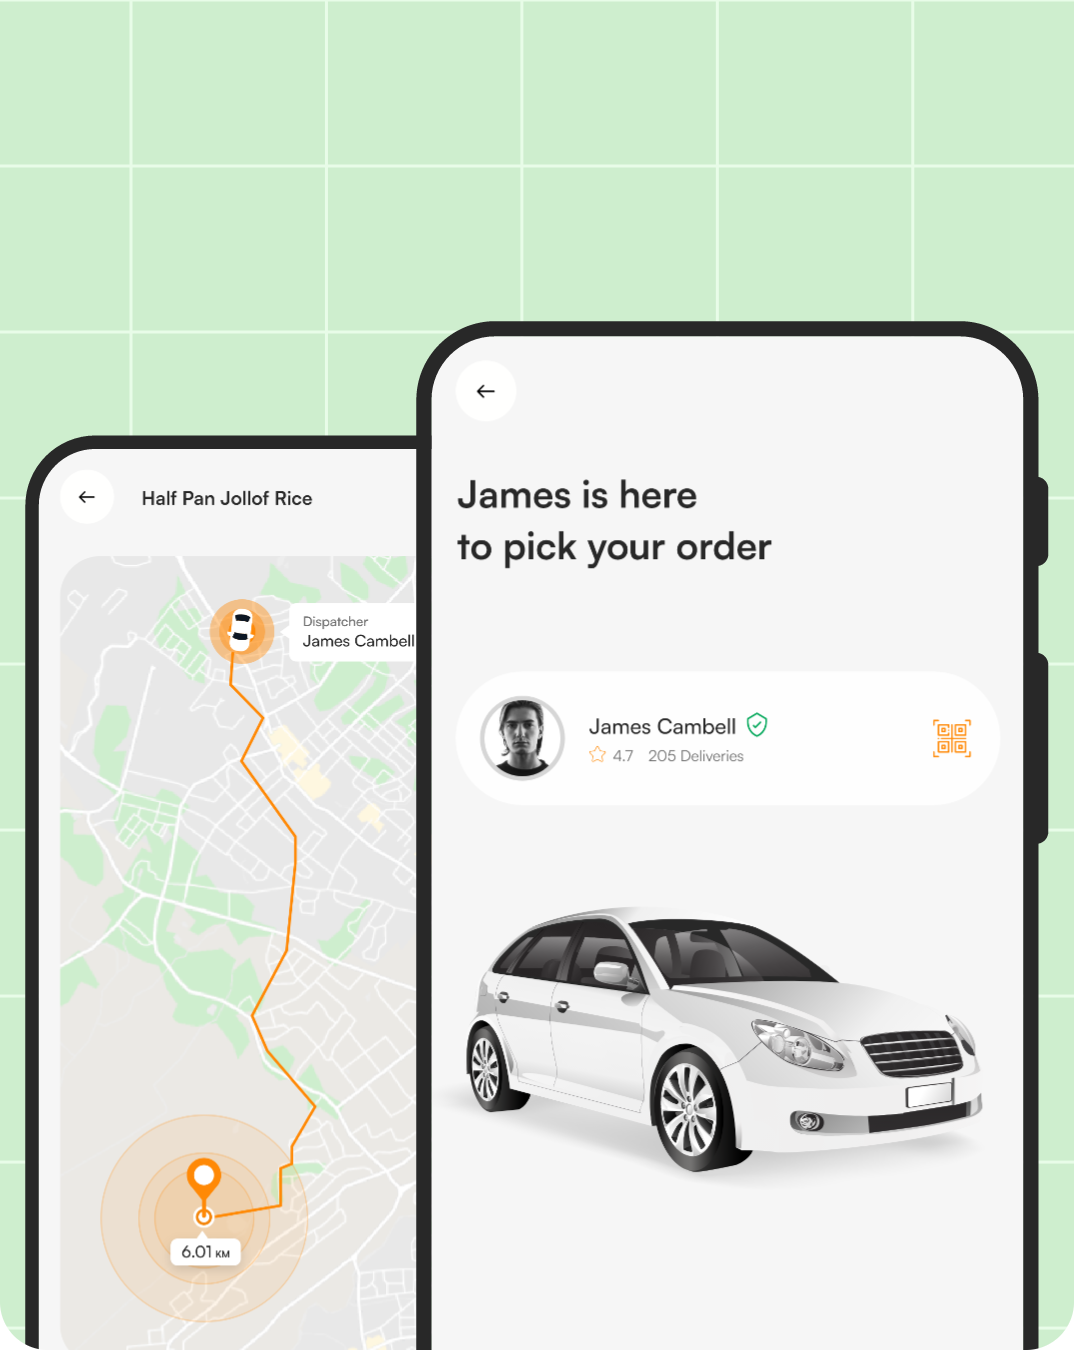 Half Pan Jollof Rice
Dispatcher
James Cambell
6.01 KM
James is here
to pick your order
James Cambell
4.7 205 Deliveries